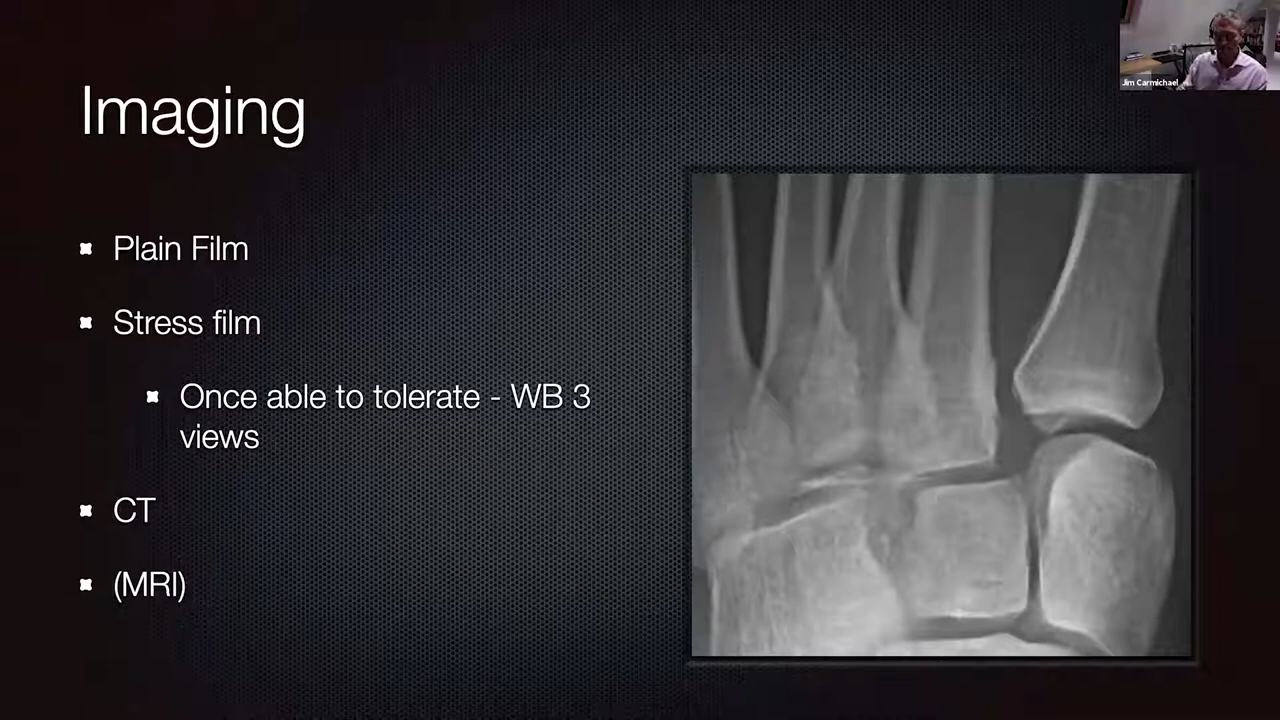 Imaging
Plain Film
Stress film
Once able to tolerate - WB 3
views
CT
(MRI)
Jim Carmichael